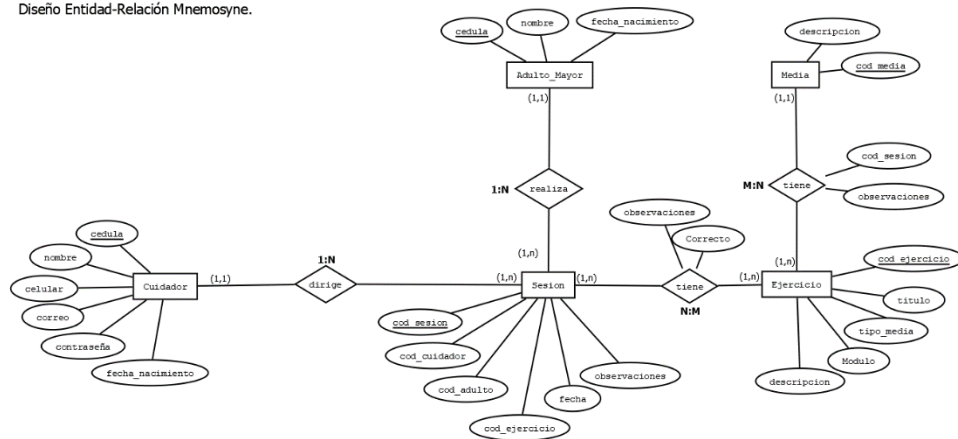 Diseño Entidad-Relación Mnemosyne.
cedula
nombre
fecha_nacimiento
Adulto_Mayor
(1,1)
descripcion
cod_media
Media
(1,1)
1:N
realiza
(1,n)
M:N
tiene
cod_sesion
observaciones
(1,n)
cedula
nombre
celular
correo
contraseña
fecha_nacimiento
Cuidador
(1,1)
1:N
dirige
(1,n)
Sesion
(1,n)
observaciones
Correcto
tiene
N:M
(1,n)
Ejercicio
cod_ejercicio
titulo
tipo_media
Modulo
descripcion
cod_sesion
cod_cuidador
cod_adulto
cod_ejercicio
fecha
observaciones